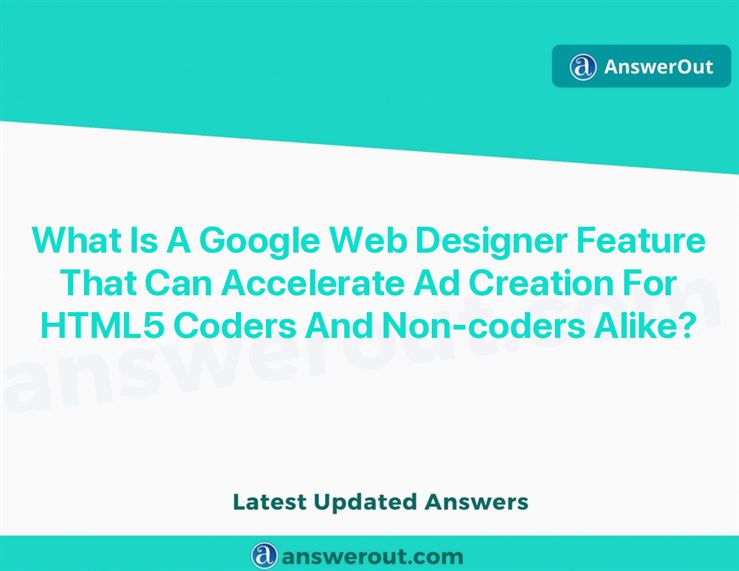 AnswerOut
What Is A Google Web Designer Feature
That Can Accelerate Ad Creation For
HTML5 Coders And Non-coders Alike?
answerout.com
Latest Updated Answers
answerout.com